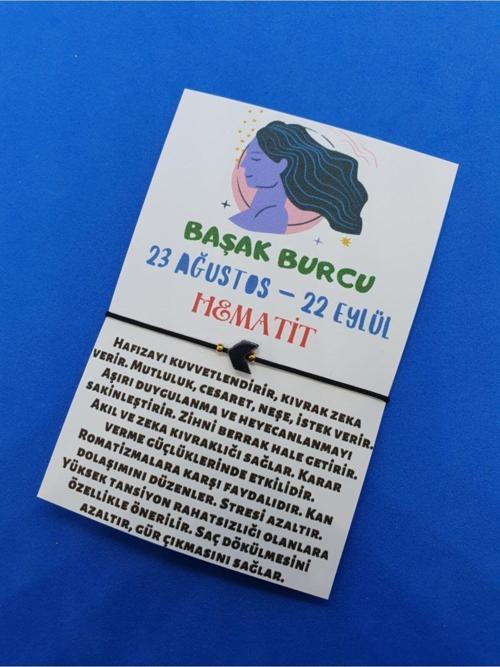 BAŞAK BURCU
23 AĞUSTOS – 22 EYLÜL
HEMATİT
HAFIZAYI KUVVETLENDİRİR, KIVRAK ZEKA
VERİR. MUTLULUK, CESARET, NEŞE, İSTEK VERİR.
AŞIRI DUYGULANMA VE HEYECANLANMAYI
SAKİNLEŞTİRİR. ZİHNİ BERRAK HALE GETİRİR.
AKIL VE ZEKA KIVRAKLIĞI SAĞLAR. KARAR
VERME GÜÇLÜKLERİNDE ETKİLİDİR.
ROMATİZMALARA KARŞI FAYDALIDIR. KAN
DOLAŞIMINI DÜZENLER. STRESİ AZALTIR.
YÜKSEK TANSİYON RAHATSIZLIĞI OLANLARA
ÖZELLİKLE ÖNERİLİR. SAÇ DÖKÜLMESİNİ
AZALTIR, GÜR ÇIKMASINI SAĞLAR.